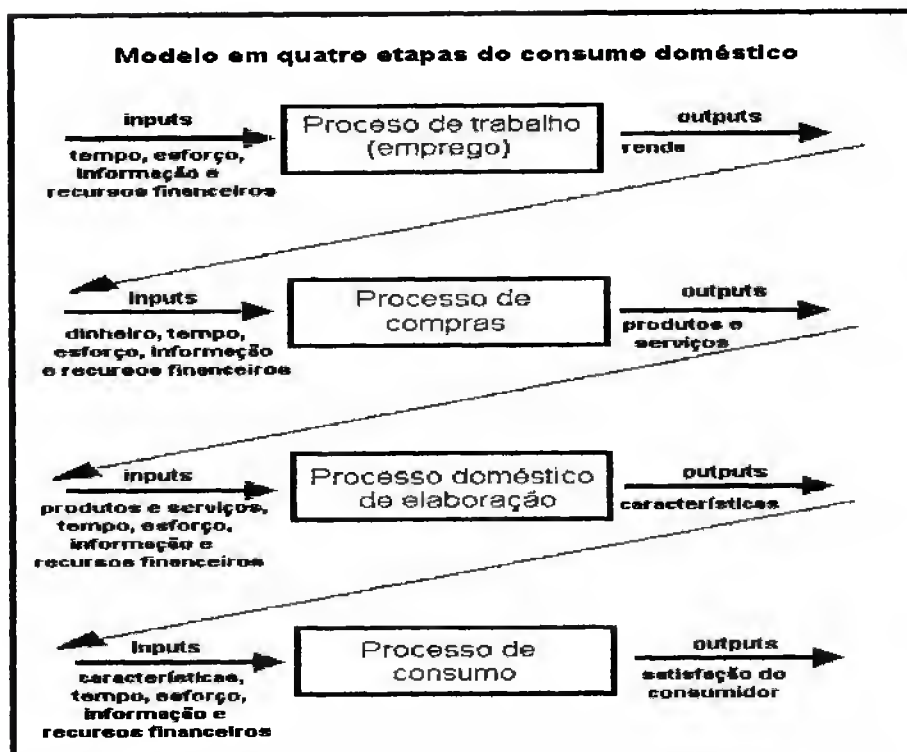 Modelo em quatro etapas do consumo doméstico
inputs
tempo, esforço,
informação e
recursos financeiros
Proceso de trabalho
(emprego)
outputs
renda
inputs
dinheiro, tempo,
esforço, informação
e recursos financeiros
Processo de
compras
outputs
produtos e
serviços
inputs
produtos e serviços,
tempo, esforço,
informação e
recursos financeiros
Processo doméstico
de elaboração
outputs
características
inputs
características,
tempo, esforço,
informação e
recursos financeiros
Processo de
consumo
outputs
satisfação do
consumidor